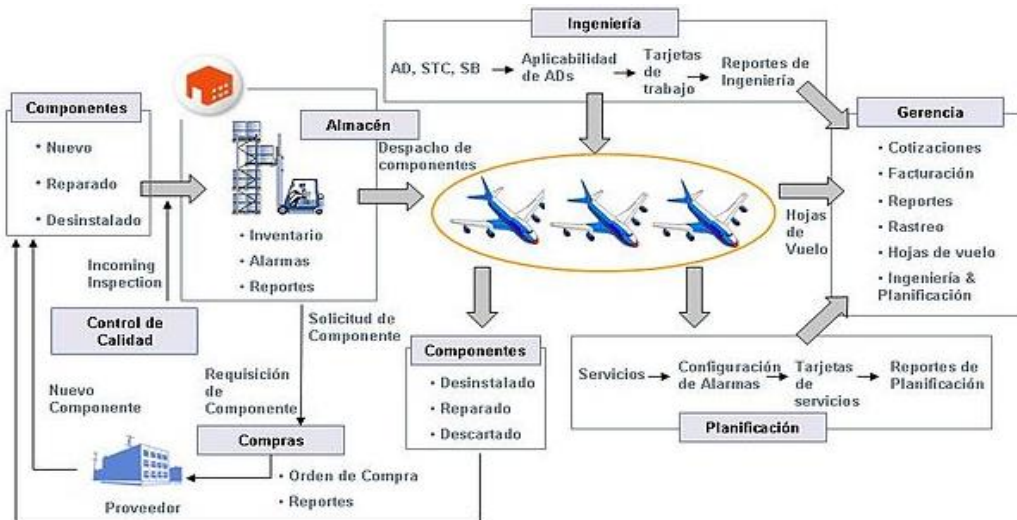 Ingeniería
AD, STC, SB
Aplicabilidad
de ADs
Tarjetas
de
trabajo
Reportes de
Ingeniería
Componentes
• Nuevo
• Reparado
• Desinstalado
Almacén
Despacho de
componentes
• Inventario
• Alarmas
• Reportes
Gerencia
• Cotizaciones
• Facturación
• Reportes
• Rastreo
• Hojas de vuelo
• Ingeniería &
Planificación
Hojas
de
Vuelo
Incoming
Inspection
Control de
Calidad
Solicitud de
Componente
Requisición
de
Componente
Nuevo
Componente
Compras
• Orden de Compra
• Reportes
Proveedor
Componentes
• Desinstalado
• Reparado
• Descartado
Servicios
Configuración
de Alarmas
Tarjetas
de
servicios
Reportes de
Planificación
Planificación